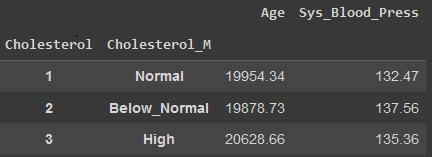 Age Sys_Blood_Press
Cholesterol Cholesterol_M
1 Normal 19954.34 132.47
2 Below_Normal 19878.73 137.56
3 High 20628.66 135.36